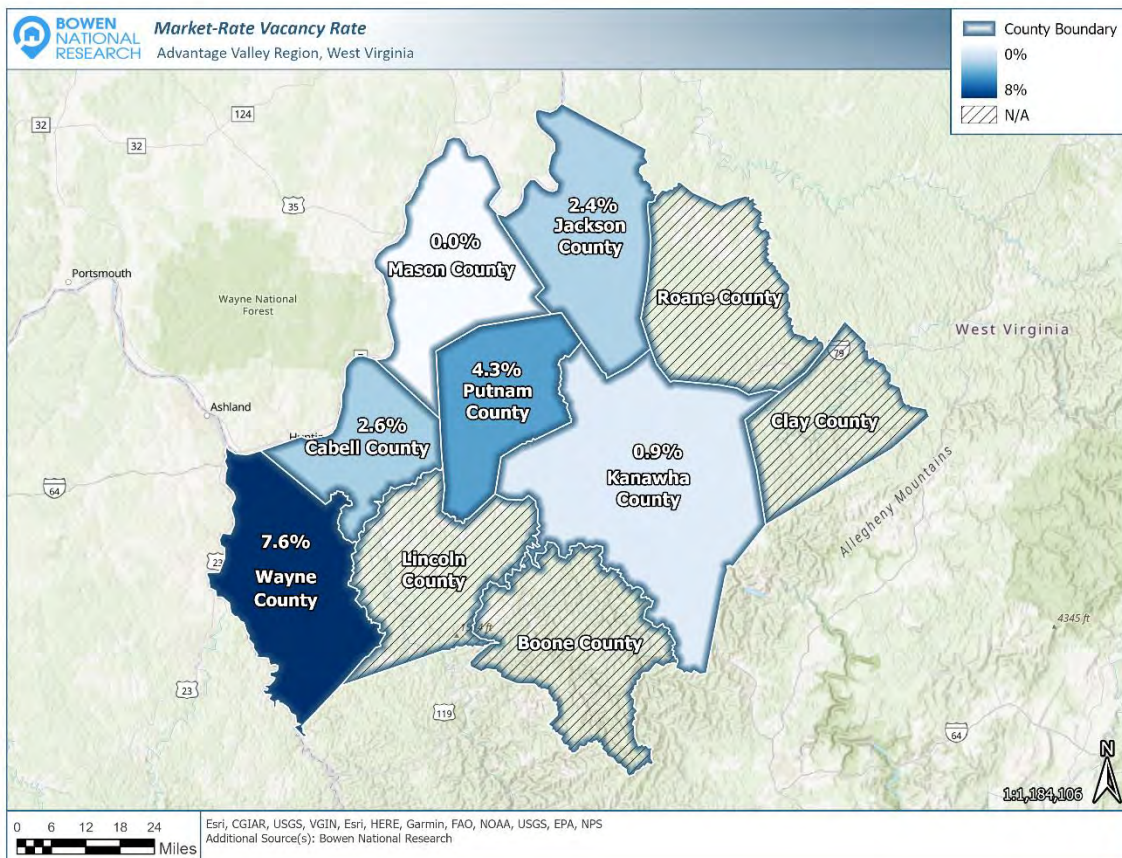 BOWEN
NATIONAL
RESEARCH
Market-Rate Vacancy Rate
Advantage Valley Region, West Virginia
County Boundary
0%
8%
N/A
124
32
32
35
2.4%
Jackson
County
0.0%
Mason County
Roane County
Portsmouth
Wayne National
Forest
West Virginia
79
4.3%
Putnam
County
Ashland
2.6%
Cabell County
Clay County
0.9%
Kanawha
County
64
Allegheny Mountains
7.6%
Wayne
County
23
Lincoln
County
4345 ft
Boone County
23
119
64
N
1:1,184,106
0 3 6 12 18 24
Miles
Esri, CGIAR, USGS, VGIN, Esri, HERE, Garmin, FAO, NOAA, USGS, EPA, NPS
Additional Source(s): Bowen National Research